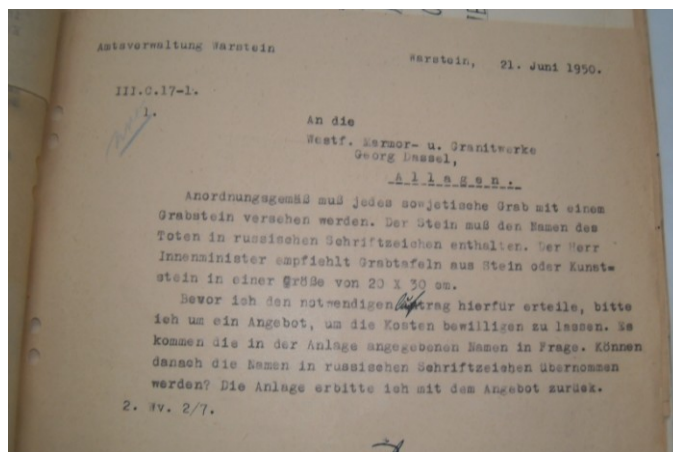 Amtsverwaltung Warstein
Warstein, 21. Juni 1950.
III.C.17-1.
1.
An die
Westf. Marmor- u. Granitwerke
Georg Dassel,
Allagen.
Anordnungsgemäß muß jedes sowjetische Grab mit einem
Grabstein versehen werden. Der Stein muß den Namen des
Toten in russischen Schriftzeichen enthalten. Der Herr
Innenminister empfiehlt Grabtafeln aus Stein oder Kunst=
stein in einer Größe von 20 X 30 cm.
Bevor ich den notwendigen Auftrag hierfür erteile, bitte
ich um ein Angebot, um die Kosten bewilligen zu lassen. Es
kommen die in der Anlage angegebenen Namen in Frage. Können
danach die Namen in russischen Schriftzeichen übernommen
werden? Die Anlage erbitte ich mit dem Angebot zurück.
2. Wv. 2/7.